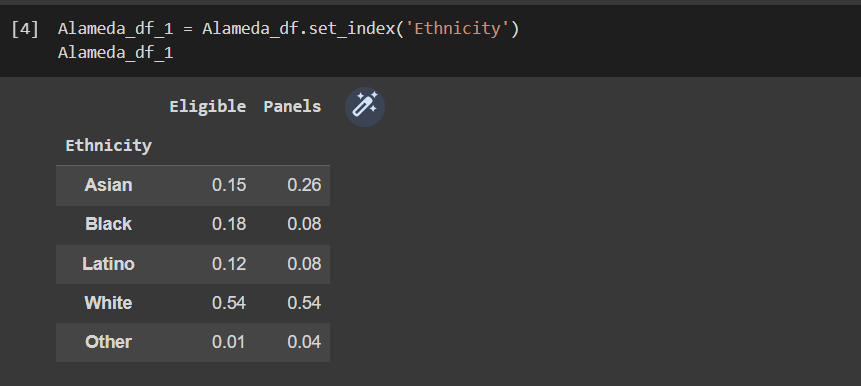 [4] Alameda_df_1 = Alameda_df.set_index('Ethnicity')
Alameda_df_1
Eligible Panels
Ethnicity
Asian 0.15 0.26
Black 0.18 0.08
Latino 0.12 0.08
White 0.54 0.54
Other 0.01 0.04